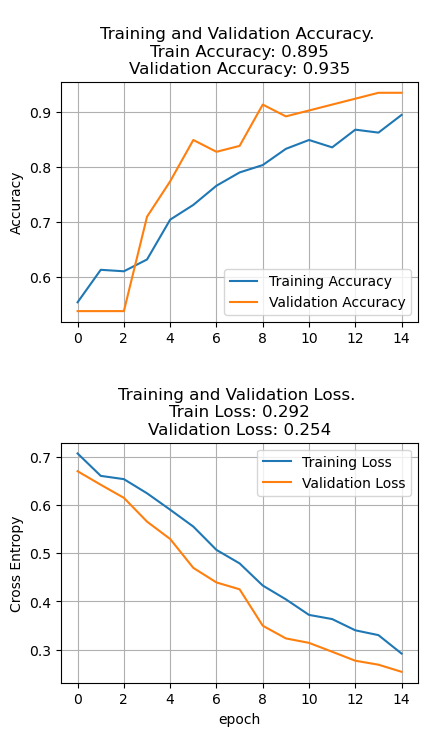 Training and Validation Accuracy.
Train Accuracy: 0.895
Validation Accuracy: 0.935
Accuracy
0.9
0.8
0.7
0.6
Training Accuracy
Validation Accuracy
0 2 4 6 8 10 12 14
Training and Validation Loss.
Train Loss: 0.292
Validation Loss: 0.254
Cross Entropy
0.7
0.6
0.5
0.4
0.3
Training Loss
Validation Loss
0 2 4 6 8 10 12 14
epoch